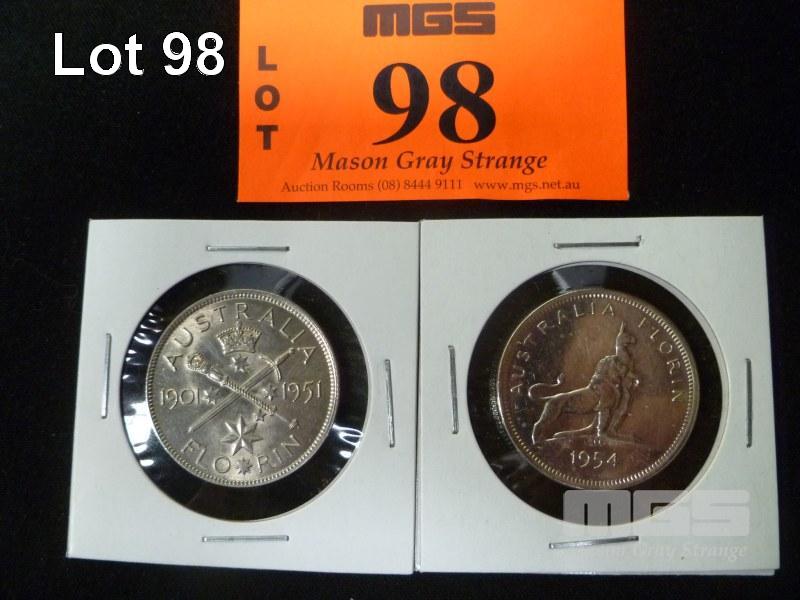 Lot 98
MGS
LOT
98
Mason Gray Strange
Auction Rooms (08) 8444 9111 www.mgs.net.au
AUSTRALIA
1901 1951
FLORIN
AUSTRALIA FLORIN
1954
MGS
Mason Gray Strange